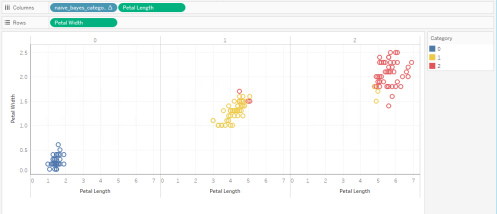 Columns naive_bayes_catego.. Petal Length
Rows Petal Width
0 1 2
Category
0
1
2
Petal Width
2.5
2.0
1.5
1.0
0.5
0.0
0 1 2 3 4 5 6 7 0 1 2 3 4 5 6 7 0 1 2 3 4 5 6 7
Petal Length Petal Length Petal Length